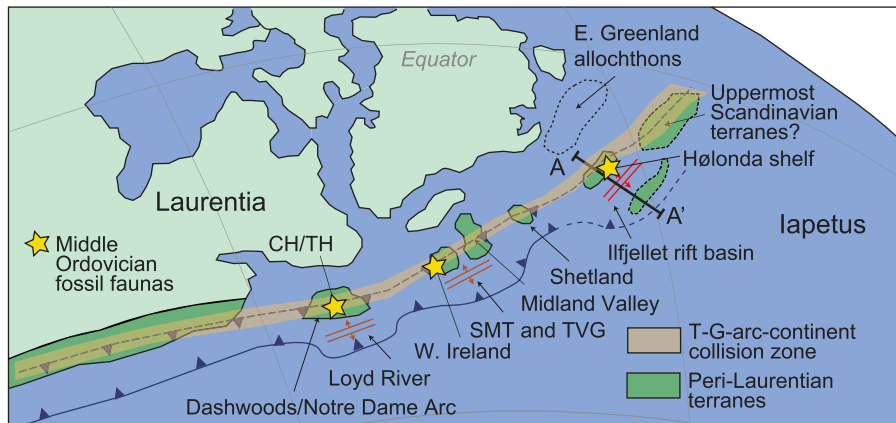 E. Greenland
allochthons
Equator
Uppermost
Scandinavian
terranes?
A
Hølonda shelf
Laurentia
A'
Iapetus
Middle
Ordovician
fossil faunas
CH/TH
Ilfjellet rift basin
Shetland
Midland Valley
SMT and TVG
W. Ireland
Loyd River
Dashwoods/Notre Dame Arc
T-G-arc-continent
collision zone
Peri-Laurentian
terranes